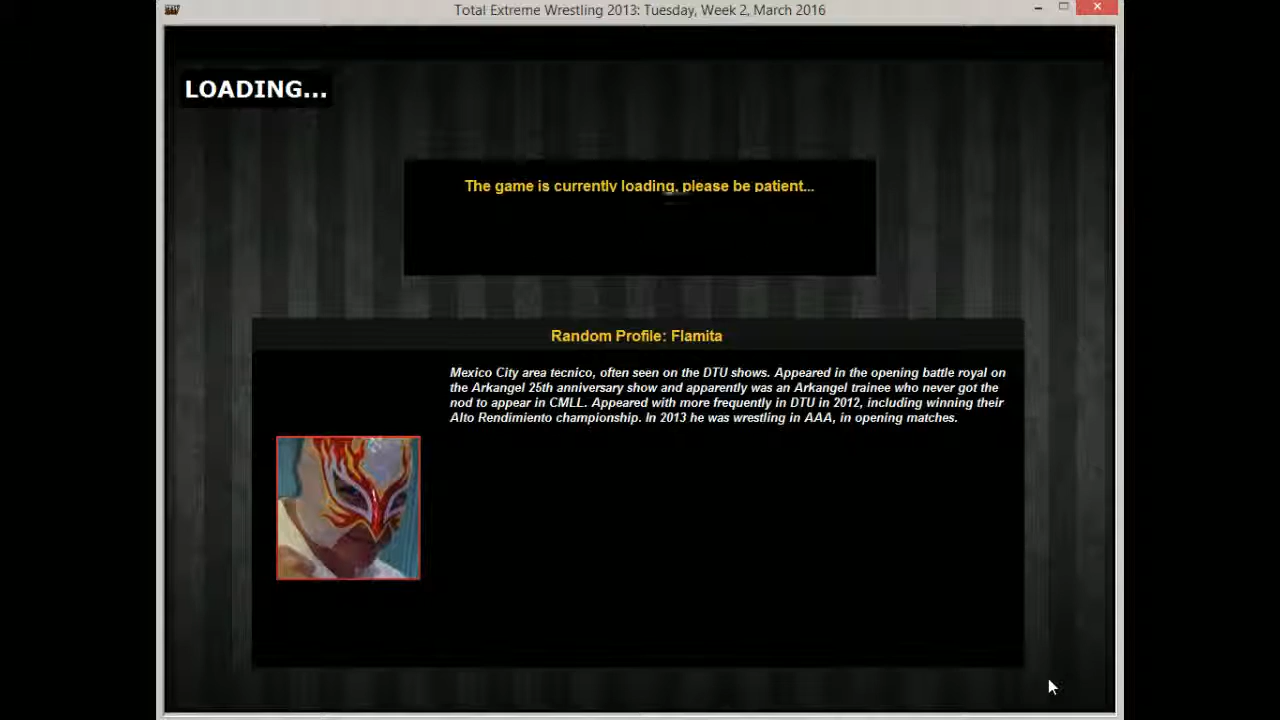 Total Extreme Wrestling 2013: Tuesday, Week 2, March 2016
LOADING...
The game is currently loading, please be patient...
Random Profile: Flamita
Mexico City area tecnico, often seen on the DTU shows. Appeared in the opening battle royal on
the Arkangel 25th anniversary show and apparently was an Arkangel trainee who never got the
nod to appear in CMLL. Appeared with more frequently in DTU in 2012, including winning their
Alto Rendimiento championship. In 2013 he was wrestling in AAA, in opening matches.